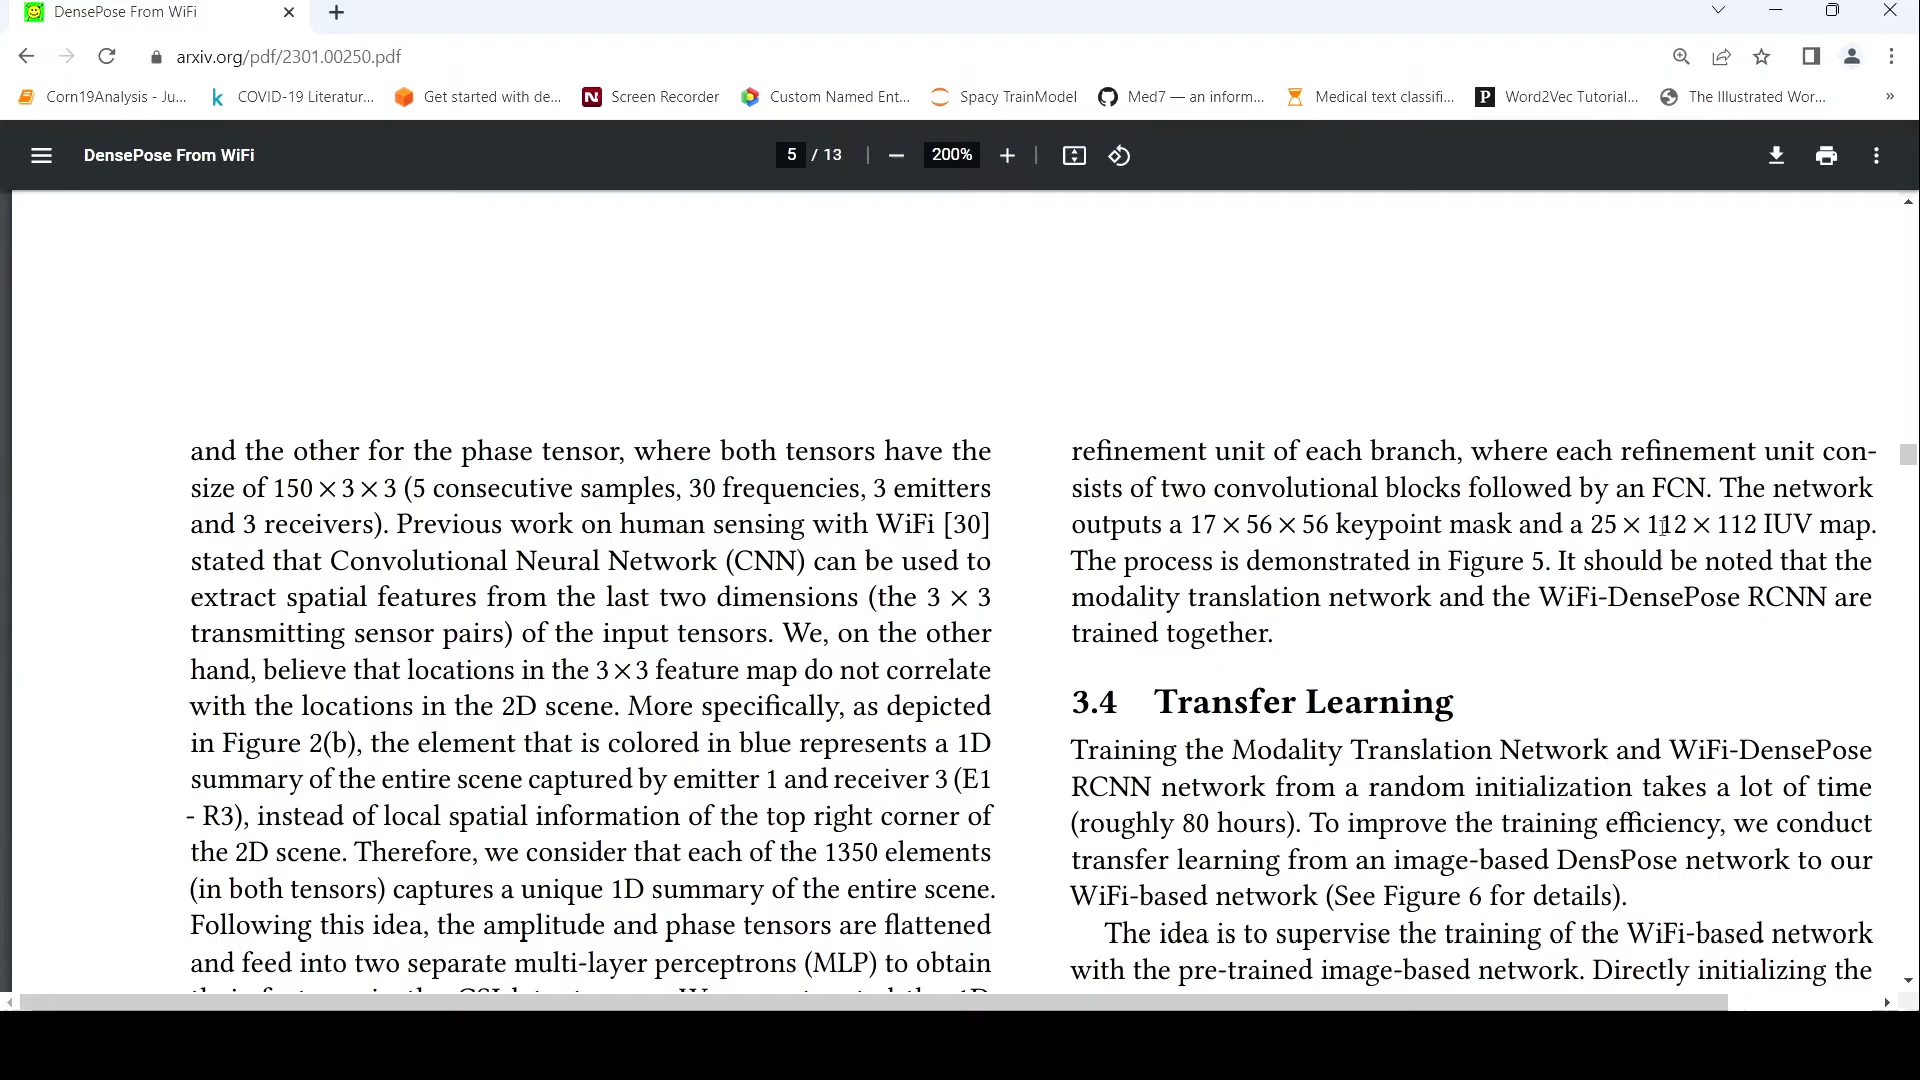 DensePose From WiFi
arxiv.org/pdf/2301.00250.pdf
Corn19Analysis - Ju...
COVID-19 Literatur...
Get started with de...
Screen Recorder
Custom Named Ent...
Spacy TrainModel
Med7 — an inform...
Medical text classifi...
Word2Vec Tutorial...
The Illustrated Wor...
»
DensePose From WiFi
5 / 13
200%
and the other for the phase tensor, where both tensors have the
size of 150 × 3 × 3 (5 consecutive samples, 30 frequencies, 3 emitters
and 3 receivers). Previous work on human sensing with WiFi [30]
stated that Convolutional Neural Network (CNN) can be used to
extract spatial features from the last two dimensions (the 3 × 3
transmitting sensor pairs) of the input tensors. We, on the other
hand, believe that locations in the 3 × 3 feature map do not correlate
with the locations in the 2D scene. More specifically, as depicted
in Figure 2(b), the element that is colored in blue represents a 1D
summary of the entire scene captured by emitter 1 and receiver 3 (E1
- R3), instead of local spatial information of the top right corner of
the 2D scene. Therefore, we consider that each of the 1350 elements
(in both tensors) captures a unique 1D summary of the entire scene.
Following this idea, the amplitude and phase tensors are flattened
and feed into two separate multi-layer perceptrons (MLP) to obtain
refinement unit of each branch, where each refinement unit con-
sists of two convolutional blocks followed by an FCN. The network
outputs a 17 × 56 × 56 keypoint mask and a 25 × 112 × 112 IUV map.
The process is demonstrated in Figure 5. It should be noted that the
modality translation network and the WiFi-DensePose RCNN are
trained together.
3.4 Transfer Learning
Training the Modality Translation Network and WiFi-DensePose
RCNN network from a random initialization takes a lot of time
(roughly 80 hours). To improve the training efficiency, we conduct
transfer learning from an image-based DensPose network to our
WiFi-based network (See Figure 6 for details).
The idea is to supervise the training of the WiFi-based network
with the pre-trained image-based network. Directly initializing the